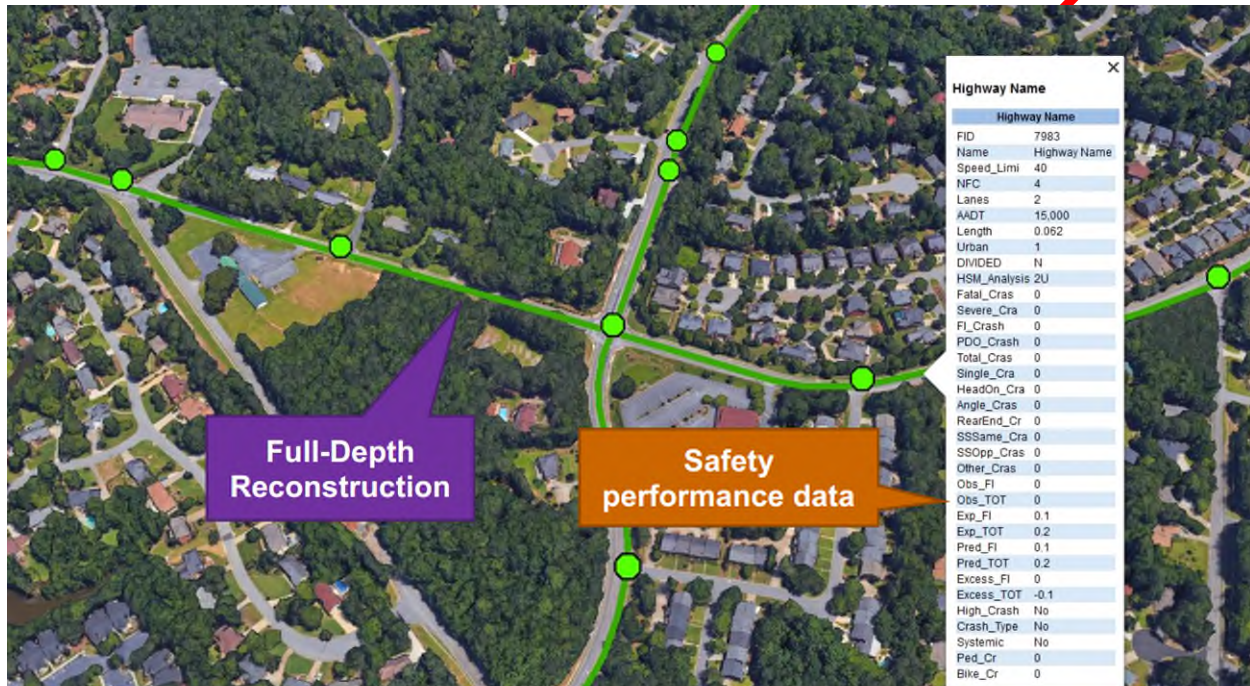 Full-Depth
Reconstruction
Safety
performance data
Highway Name
Highway Name
FID 7983
Name Highway Name
Speed_Limi 40
NFC 4
Lanes 2
AADT 15,000
Length 0.062
Urban 1
DIVIDED N
HSM_Analysis 2U
Fatal_Cras 0
Severe_Cra 0
FI_Crash 0
PDO_Crash 0
Total_Cras 0
Single_Cra 0
HeadOn_Cra 0
Angle_Cras 0
RearEnd_Cr 0
SSSame_Cra 0
SSOpp_Cras 0
Other_Cras 0
Obs_FI 0
Obs_TOT 0
Exp_FI 0.1
Exp_TOT 0.2
Pred_FI 0.1
Pred_TOT 0.2
Excess_FI 0
Excess_TOT -0.1
High_Crash No
Crash_Type No
Systemic No
Ped_Cr 0
Bike_Cr 0